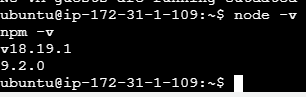 ubuntu@ip-172-31-1-109:~$ node -v
npm -v
v18.19.1
9.2.0
ubuntu@ip-172-31-1-109:~$